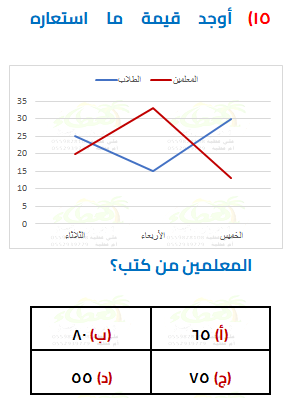 ١٥) أوجد قيمة ما استعاره
المعلمين الطلاب
35
30
25
20
15
10
5
0
الثلاثاء الأربعاء الخميس
المعلمين من كتب؟
(أ) ٦٥ (ب) ٨٠
(ج) ٧٥ (د) ٥٥